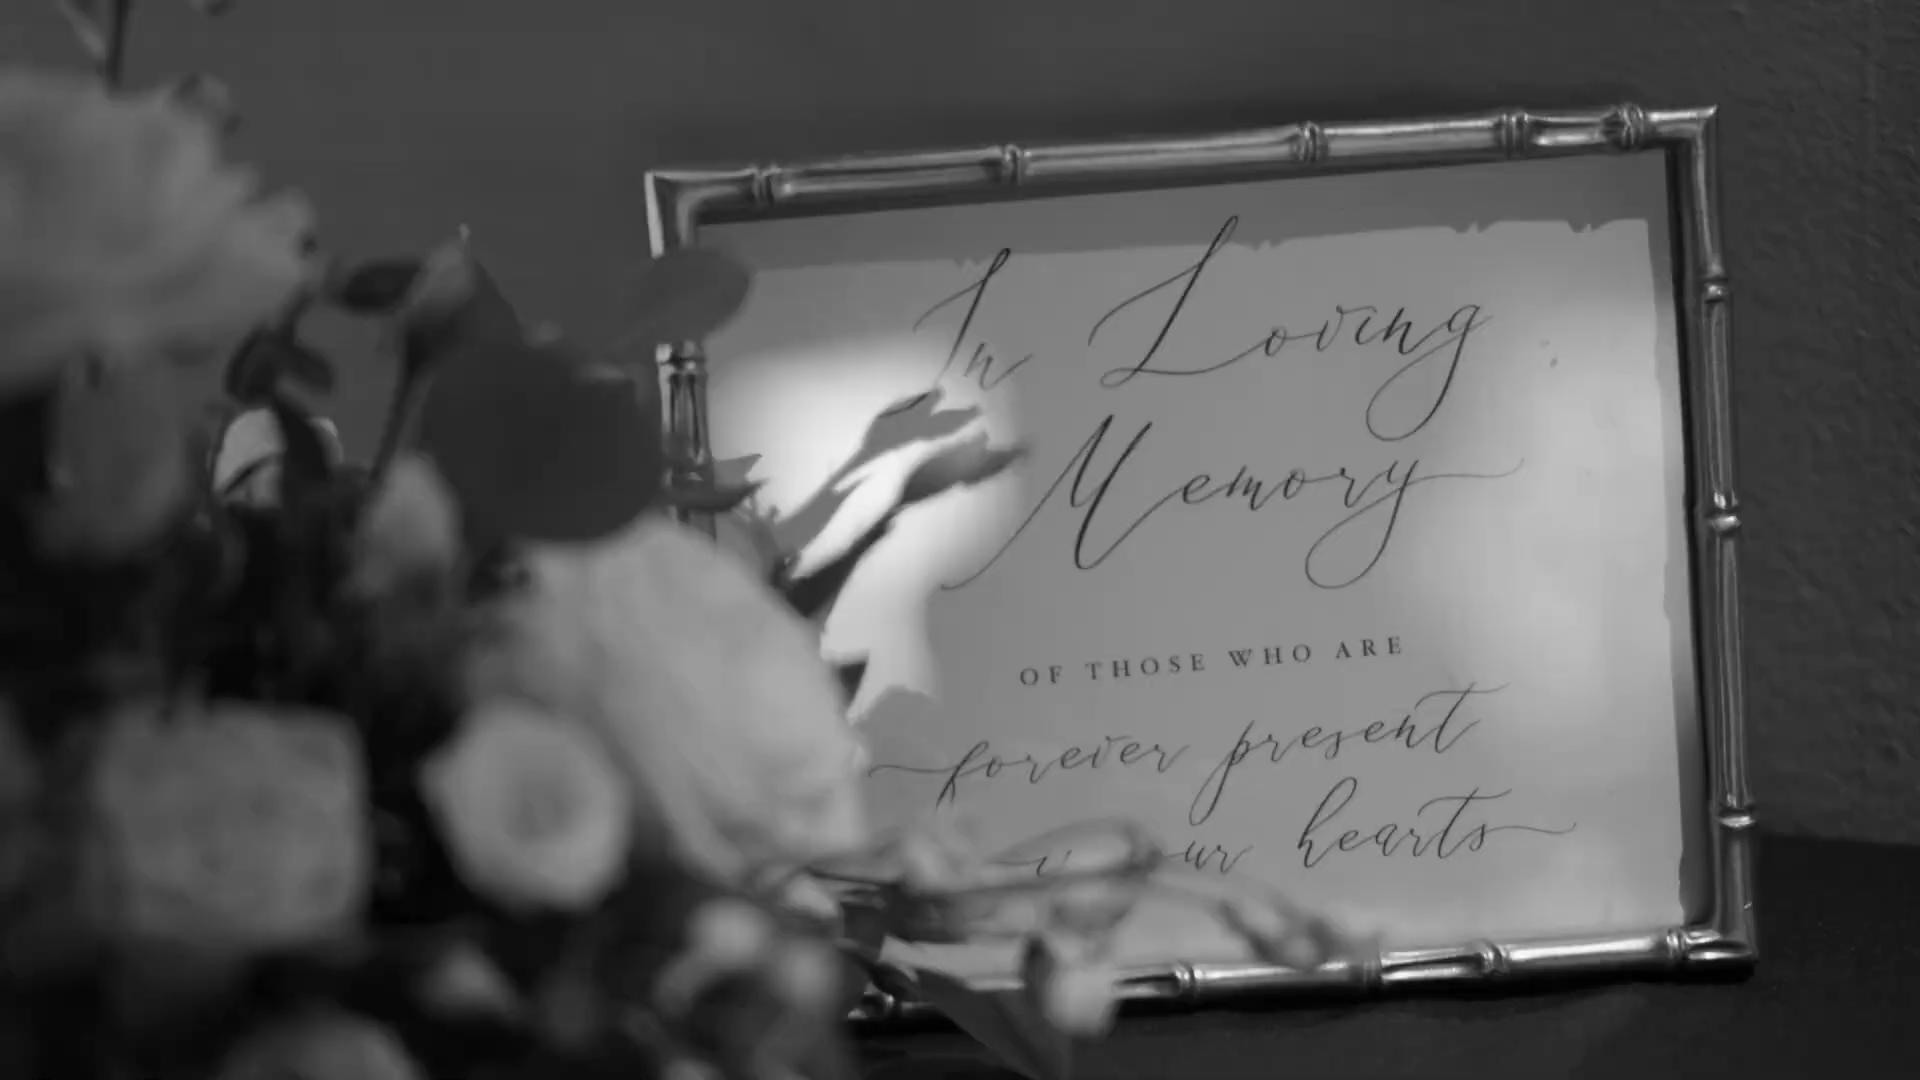 In Loving
Memory
OF THOSE WHO ARE
forever present
hearts